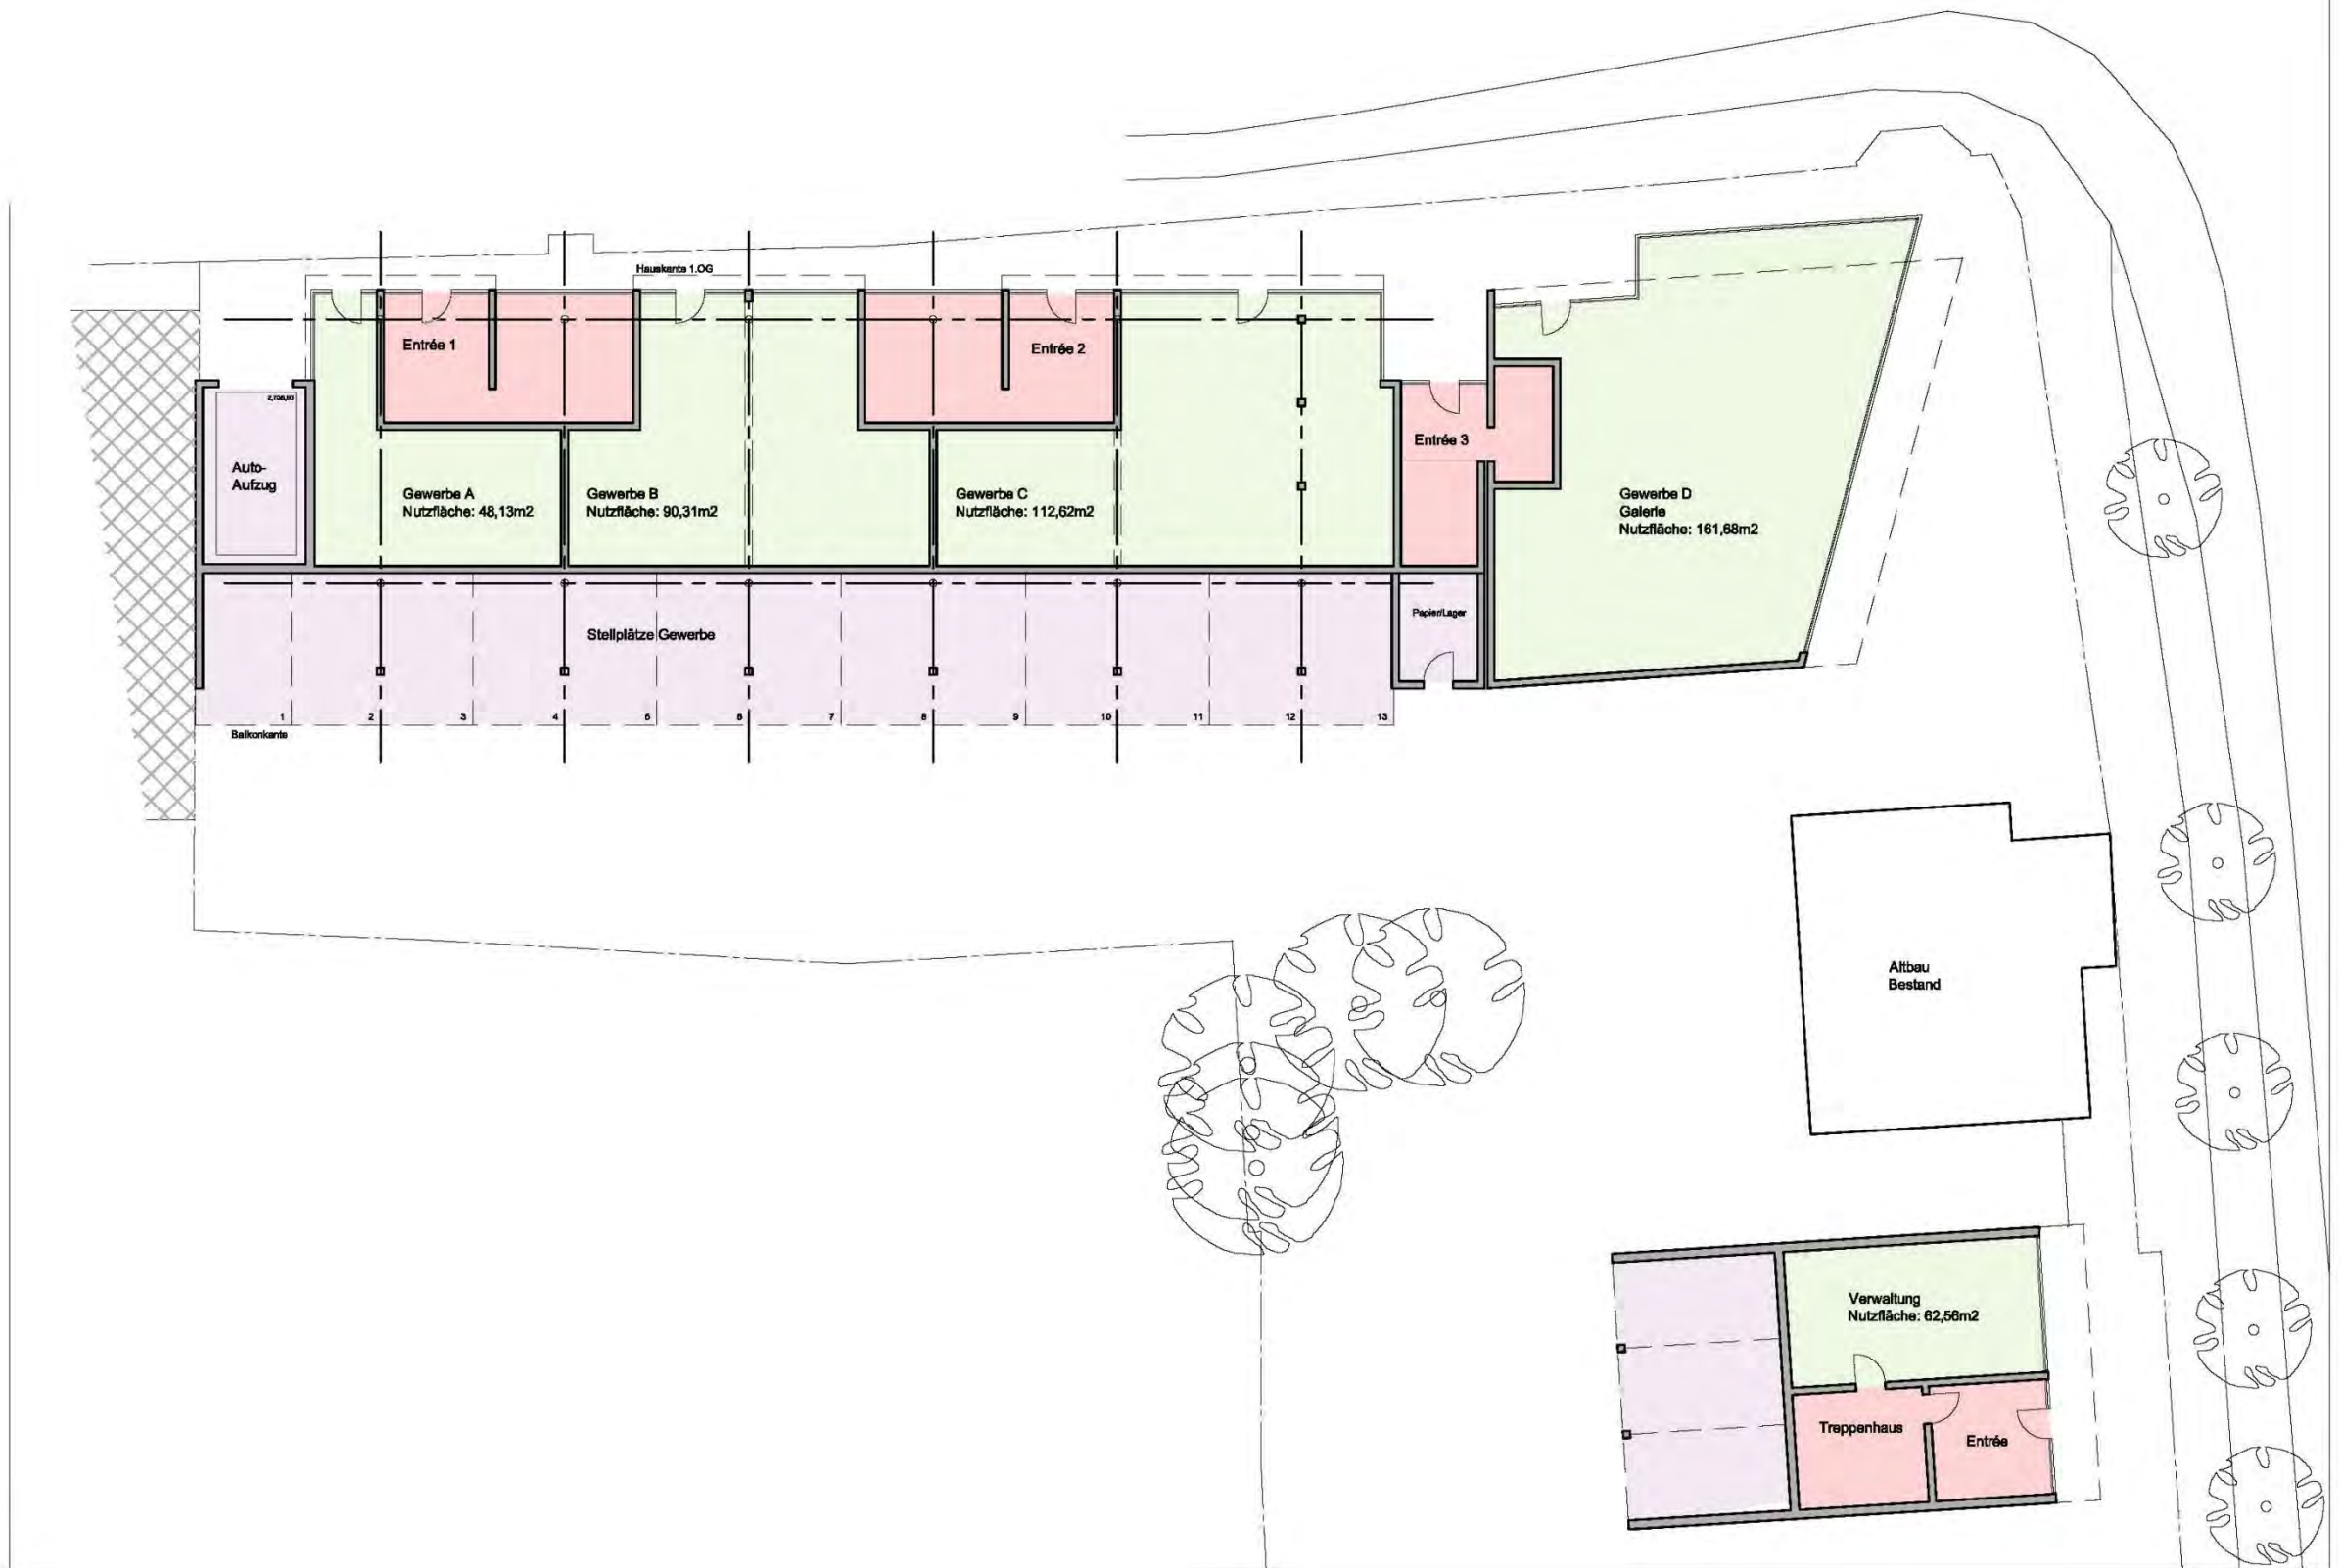 Hauskante 1.OG
Entrée 1
Entrée 2
Entrée 3
Auto-
Aufzug
Gewerbe A
Nutzfläche: 48,13m2
Gewerbe B
Nutzfläche: 90,31m2
Gewerbe C
Nutzfläche: 112,62m2
Gewerbe D
Galerie
Nutzfläche: 161,68m2
Papier/Lager
Stellplätze Gewerbe
1 2 3 4 5 6 7 8 9 10 11 12 13
Balkonkante
Altbau
Bestand
Verwaltung
Nutzfläche: 62,56m2
Treppenhaus
Entrée